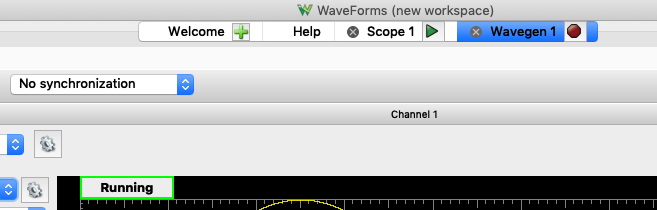 WaveForms (new workspace)
Welcome Help Scope 1 Wavegen 1
No synchronization
Channel 1
Running